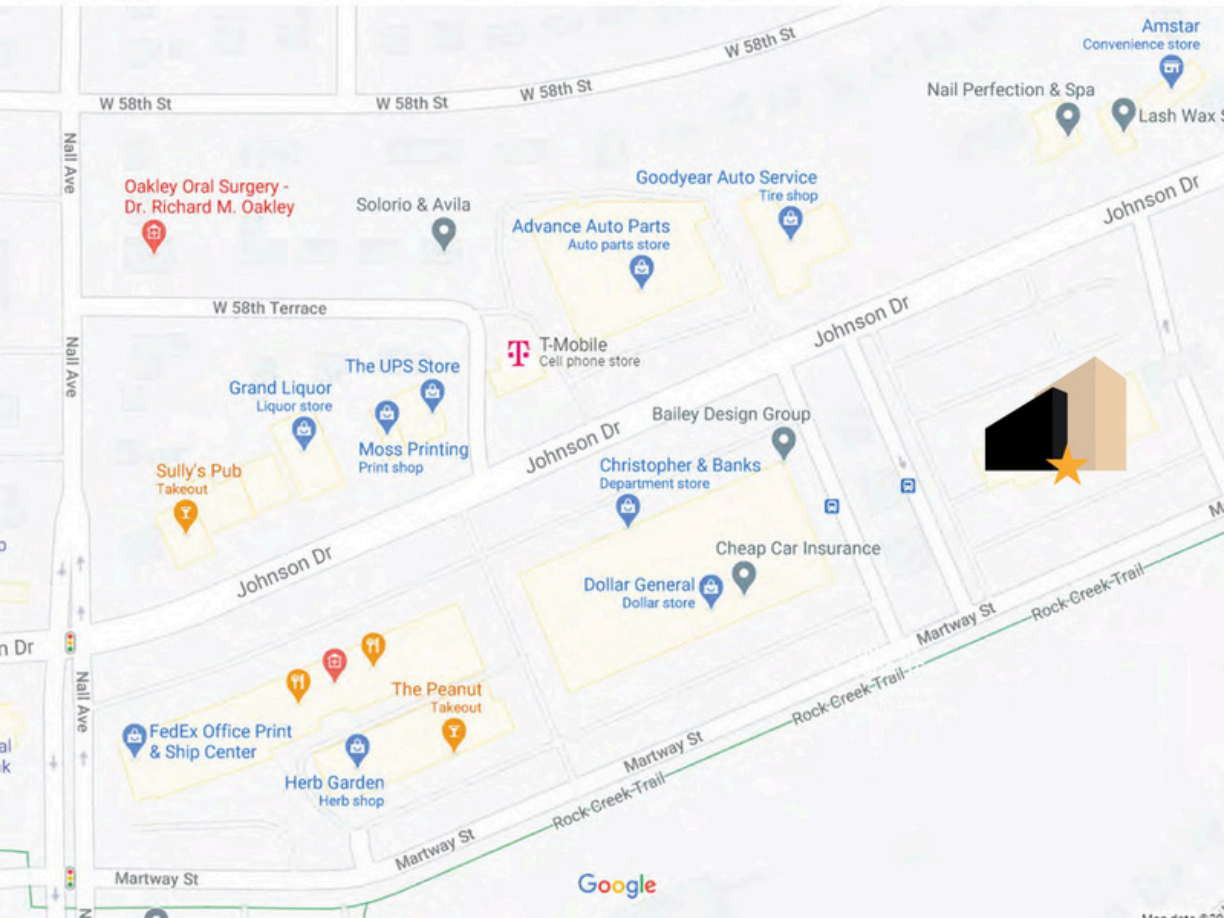 Amstar
Convenience store
W 58th St
W 58th St
W 58th St
W 58th St
Nail Perfection & Spa
Lash Wax S
Nall Ave
Johnson Dr
Oakley Oral Surgery -
Dr. Richard M. Oakley
Solorio & Avila
Goodyear Auto Service
Tire shop
Advance Auto Parts
Auto parts store
W 58th Terrace
Johnson Dr
T-Mobile
Cell phone store
Nall Ave
The UPS Store
Grand Liquor
Liquor store
Moss Printing
Print shop
Bailey Design Group
Johnson Dr
Christopher & Banks
Department store
Sully's Pub
Takeout
Cheap Car Insurance
Dollar General
Dollar store
Johnson Dr
Martway St
Rock Creek Trail
n Dr
Nall Ave
The Peanut
Takeout
Rock Creek Trail
FedEx Office Print
& Ship Center
al
k
Martway St
Herb Garden
Herb shop
Rock Creek Trail
Martway St
Martway St
Google